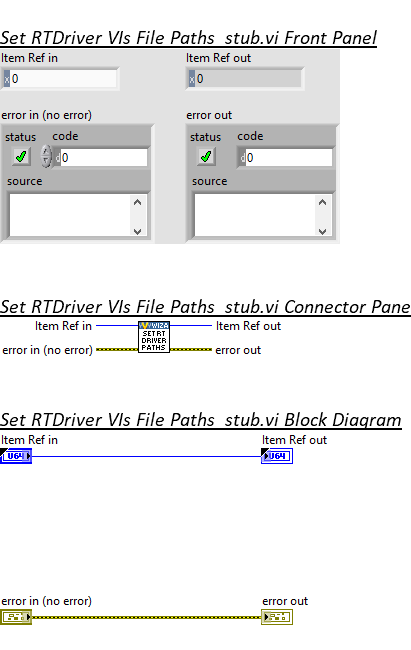 Set RTDriver VIs File Paths_stub.vi Front Panel
Item Ref in
Item Ref out
x 0
x 0
error in (no error)
error out
status code
status code
d 0
d 0
source
source
Set RTDriver VIs File Paths_stub.vi Connector Pane
Item Ref in
Item Ref out
WIZA
SET RT
DRIVER
PATHS
error in (no error)
error out
Set RTDriver VIs File Paths_stub.vi Block Diagram
Item Ref in
Item Ref out
U64
U64
error in (no error)
error out